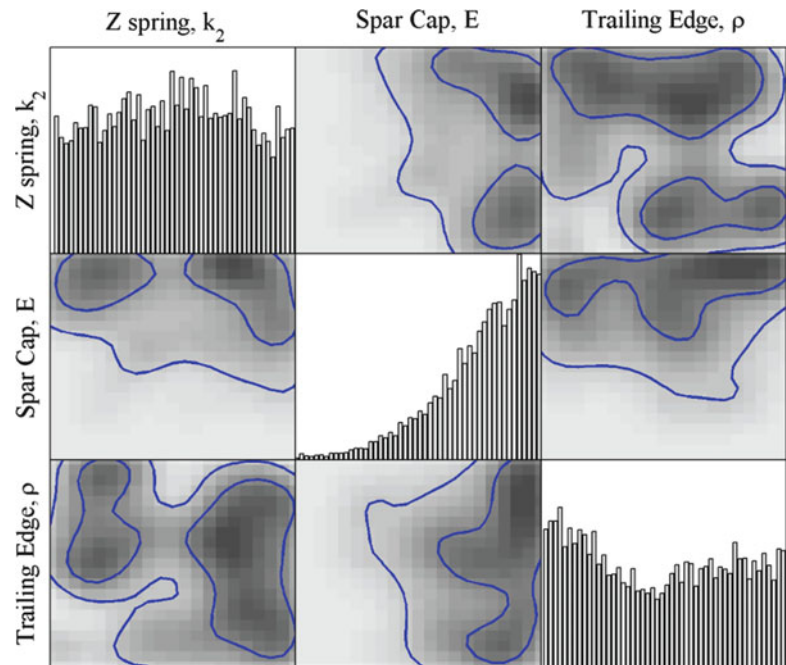 Z spring, k₂
Spar Cap, E
Trailing Edge, ρ
Z spring, k₂
Spar Cap, E
Trailing Edge, ρ